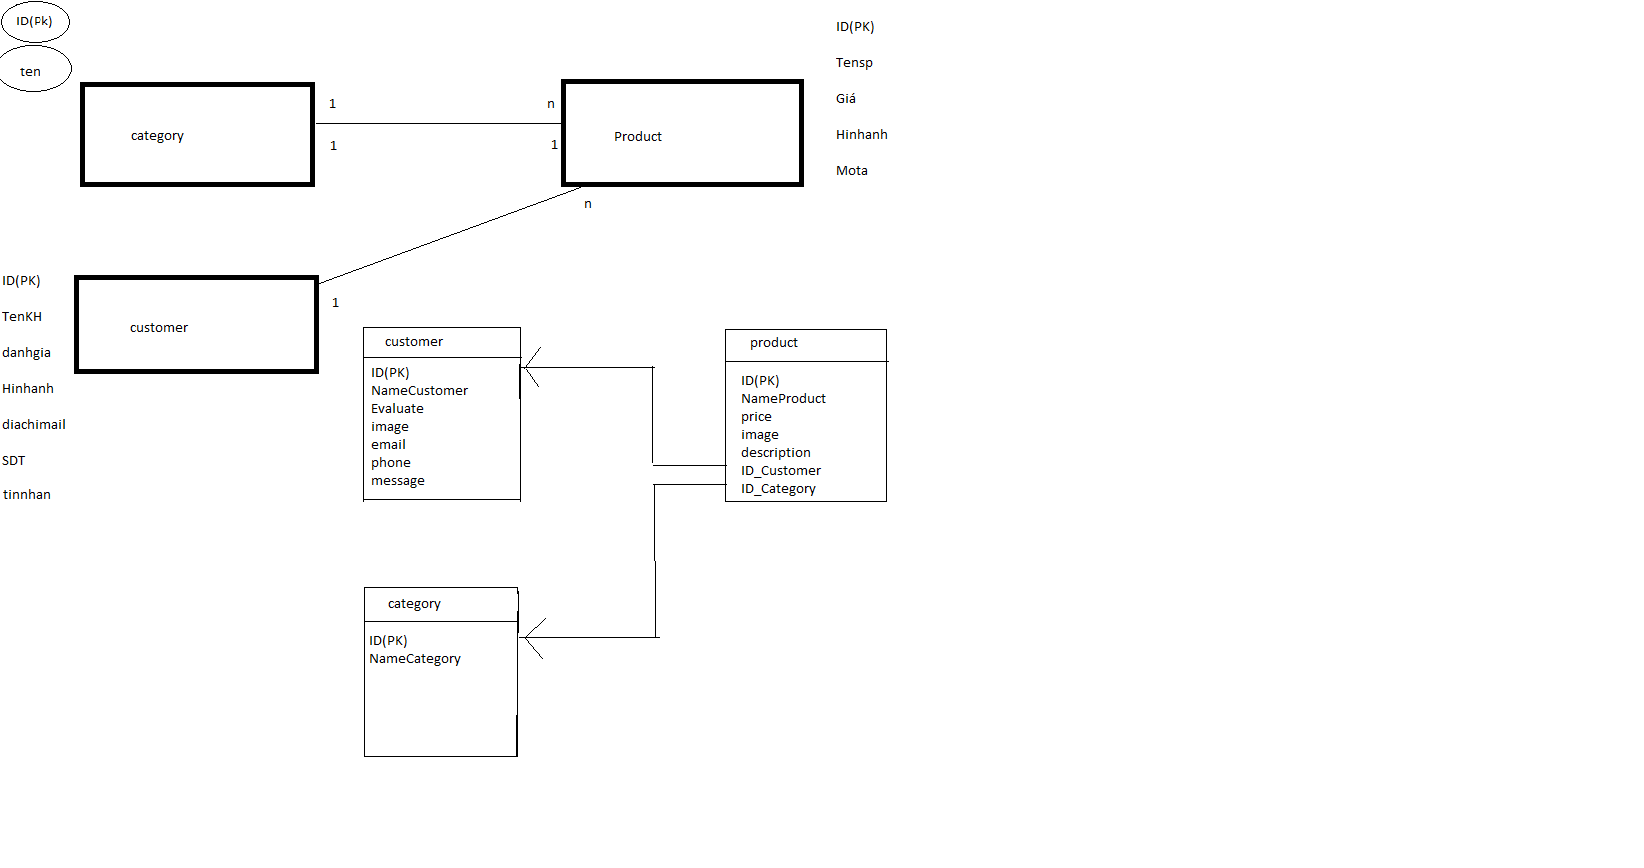 ID(Pk)
ten
category
1
n
1
1
Product
n
ID(PK)
Tensp
Giá
Hinhanh
Mota
ID(PK)
TenKH
danhgia
Hinhanh
diachimail
SDT
tinnhan
customer
1
customer
ID(PK)
NameCustomer
Evaluate
image
email
phone
message
product
ID(PK)
NameProduct
price
image
description
ID_Customer
ID_Category
category
ID(PK)
NameCategory